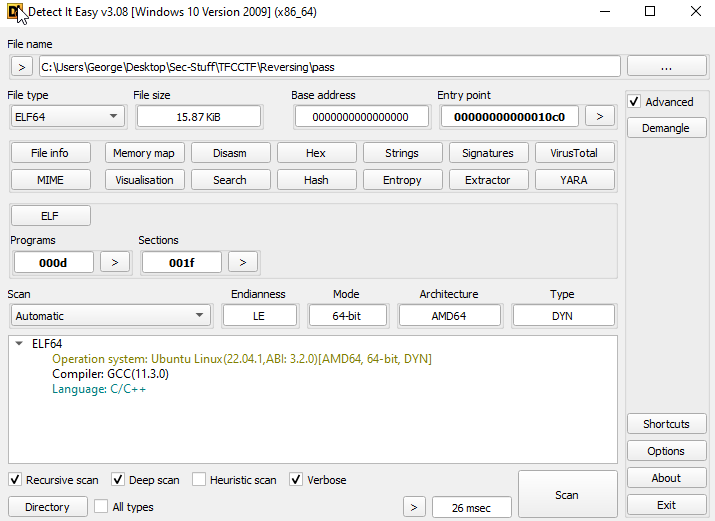 Detect It Easy v3.08 [Windows 10 Version 2009] (x86_64)
File name
> C:\Users\George\Desktop\Sec-Stuff\TFCCTF\Reversing\pass ...
File type File size Base address Entry point Advanced
ELF64 15.87 KiB 0000000000000000 00000000000010c0 >
Demangle
File info Memory map Disasm Hex Strings Signatures VirusTotal
MIME Visualisation Search Hash Entropy Extractor YARA
ELF
Programs Sections
000d > 001f >
Scan Endianness Mode Architecture Type
Automatic LE 64-bit AMD64 DYN
ELF64
Operation system: Ubuntu Linux(22.04.1,ABI: 3.2.0)[AMD64, 64-bit, DYN]
Compiler: GCC(11.3.0)
Language: C/C++
Shortcuts
Options
About
Exit
Recursive scan Deep scan Heuristic scan Verbose
Directory All types > 26 msec Scan